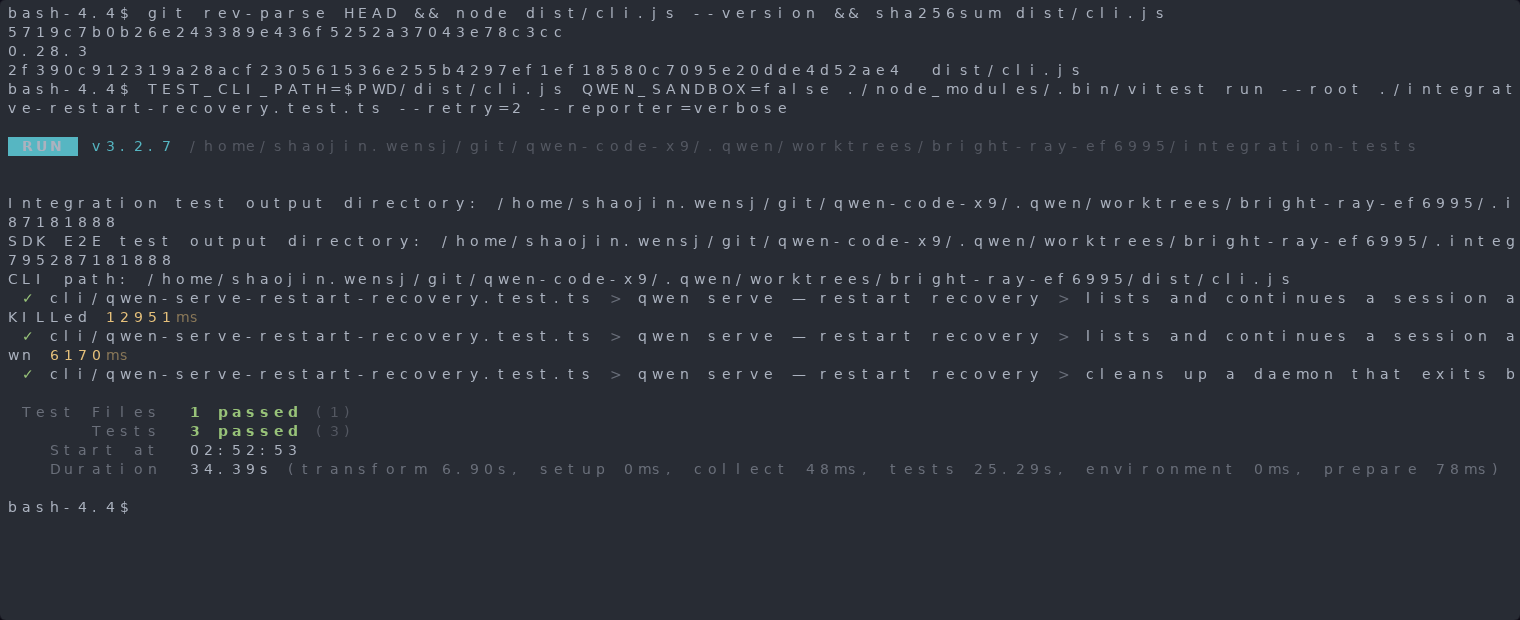 bash-4.4$ git rev-parse HEAD && node dist/cli.js --version && sha256sum dist/cli.js
5719c7b0b26e243389e436f5252a37043e78c3cc
0.28.3
2f390c912319a28acf230561536e255b4297ef1ef18580c7095e20dde4d52ae4  dist/cli.js
bash-4.4$ TEST_CLI_PATH=$PWD/dist/cli.js QWEN_SANDBOX=false ./node_modules/.bin/vitest run --root ./integrat
ve-restart-recovery.test.ts --retry=2 --reporter=verbose
RUN v3.2.7 /home/shaojin.wensj/git/qwen-code-x9/.qwen/worktrees/bright-ray-ef6995/integration-tests
Integration test output directory: /home/shaojin.wensj/git/qwen-code-x9/.qwen/worktrees/bright-ray-ef6995/.i
87181888
SDK E2E test output directory: /home/shaojin.wensj/git/qwen-code-x9/.qwen/worktrees/bright-ray-ef6995/.integ
795287181888
CLI path: /home/shaojin.wensj/git/qwen-code-x9/.qwen/worktrees/bright-ray-ef6995/dist/cli.js
✓ cli/qwen-serve-restart-recovery.test.ts > qwen serve — restart recovery > lists and continues a session a
KILLed 12951ms
✓ cli/qwen-serve-restart-recovery.test.ts > qwen serve — restart recovery > lists and continues a session a
wn 6170ms
✓ cli/qwen-serve-restart-recovery.test.ts > qwen serve — restart recovery > cleans up a daemon that exits b
Test Files 1 passed (1)
Tests 3 passed (3)
Start at 02:52:53
Duration 34.39s (transform 6.90s, setup 0ms, collect 48ms, tests 25.29s, environment 0ms, prepare 78ms)
bash-4.4$